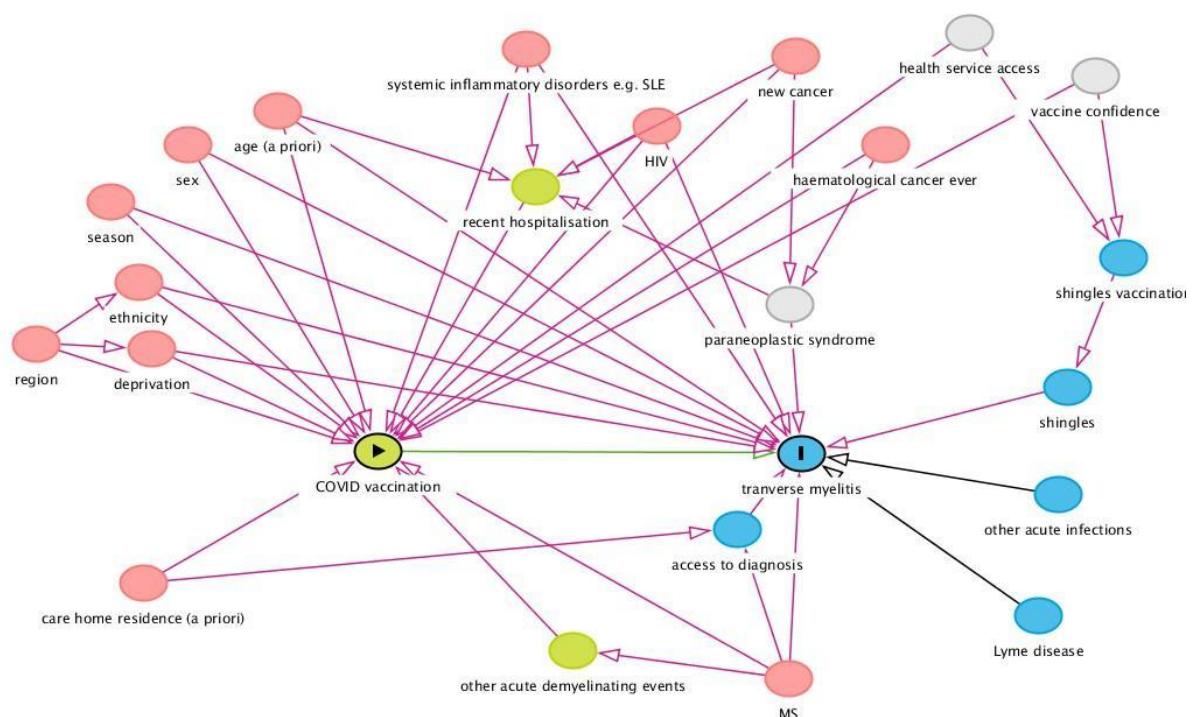 health service access
systemic inflammatory disorders e.g. SLE
new cancer
vaccine confidence
age (a priori)
HIV
sex
haematological cancer ever
recent hospitalisation
season
shingles vaccination
ethnicity
paraneoplastic syndrome
region
deprivation
shingles
COVID vaccination
tranverse myelitis
other acute infections
access to diagnosis
care home residence (a priori)
Lyme disease
other acute demyelinating events
MS